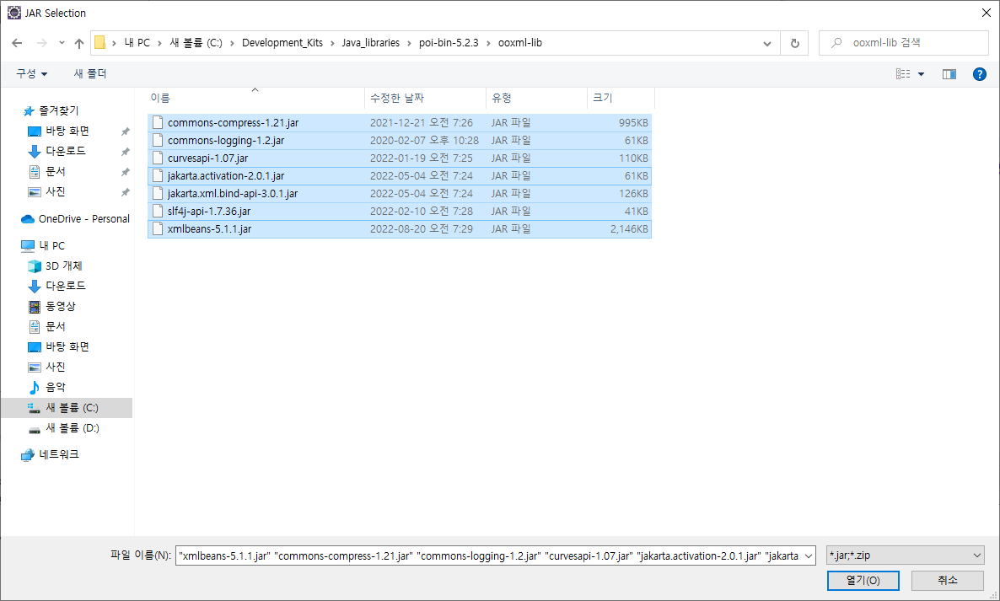 JAR Selection
내 PC › 새 볼륨 (C:) › Development_Kits › Java_libraries › poi-bin-5.2.3 › ooxml-lib
ooxml-lib 검색
구성 새 폴더
이름 수정한 날짜 유형 크기
즐겨찾기
바탕 화면
다운로드
문서
사진
OneDrive - Personal
내 PC
3D 개체
다운로드
동영상
문서
바탕 화면
사진
음악
새 볼륨 (C:)
새 볼륨 (D:)
네트워크
commons-compress-1.21.jar 2021-12-21 오전 7:26 JAR 파일 995KB
commons-logging-1.2.jar 2020-02-07 오후 10:28 JAR 파일 61KB
curvesapi-1.07.jar 2022-01-19 오전 7:25 JAR 파일 110KB
jakarta.activation-2.0.1.jar 2022-05-04 오전 7:24 JAR 파일 61KB
jakarta.xml.bind-api-3.0.1.jar 2022-05-04 오전 7:24 JAR 파일 126KB
slf4j-api-1.7.36.jar 2022-02-10 오전 7:28 JAR 파일 41KB
xmlbeans-5.1.1.jar 2022-08-20 오전 7:29 JAR 파일 2,146KB
파일 이름(N): "xmlbeans-5.1.1.jar" "commons-compress-1.21.jar" "commons-logging-1.2.jar" "curvesapi-1.07.jar" "jakarta.activation-2.0.1.jar" "jakarta
*.jar;*.zip
열기(O) 취소